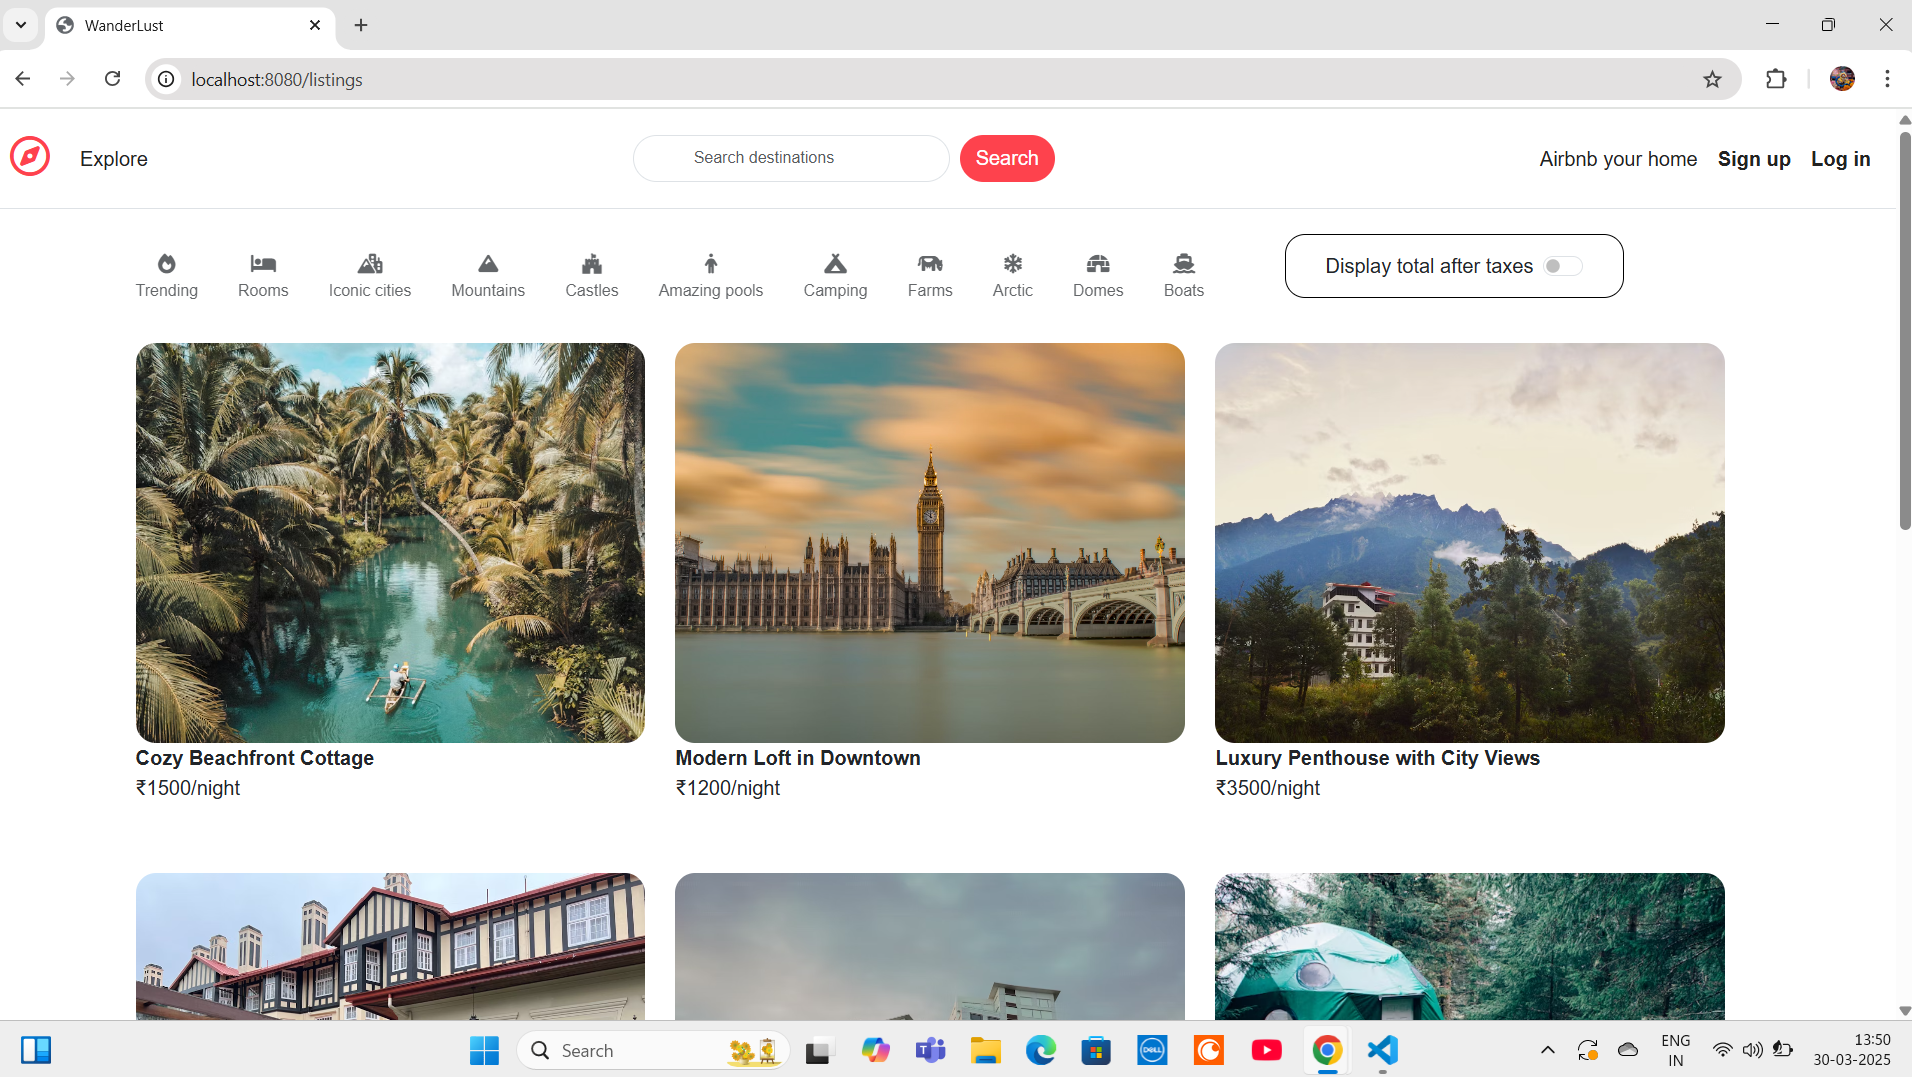 WanderLust
localhost:8080/listings
Explore
Search destinations
Search
Airbnb your home
Sign up
Log in
Trending
Rooms
Iconic cities
Mountains
Castles
Amazing pools
Camping
Farms
Arctic
Domes
Boats
Display total after taxes
Cozy Beachfront Cottage
₹1500/night
Modern Loft in Downtown
₹1200/night
Luxury Penthouse with City Views
₹3500/night
Search
DELL
ENG
IN
13:50
30-03-2025